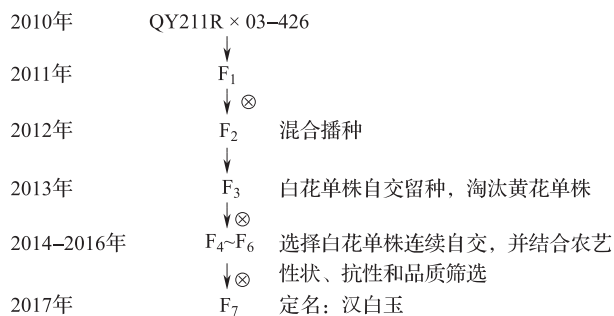 2010年 QY211R × 03–426
2011年 F₁
⊗
2012年 F₂ 混合播种
2013年 F₃ 白花单株自交留种，淘汰黄花单株
⊗
2014–2016年 F₄~F₆ 选择白花单株连续自交，并结合农艺
性状、抗性和品质筛选
⊗
2017年 F₇ 定名：汉白玉